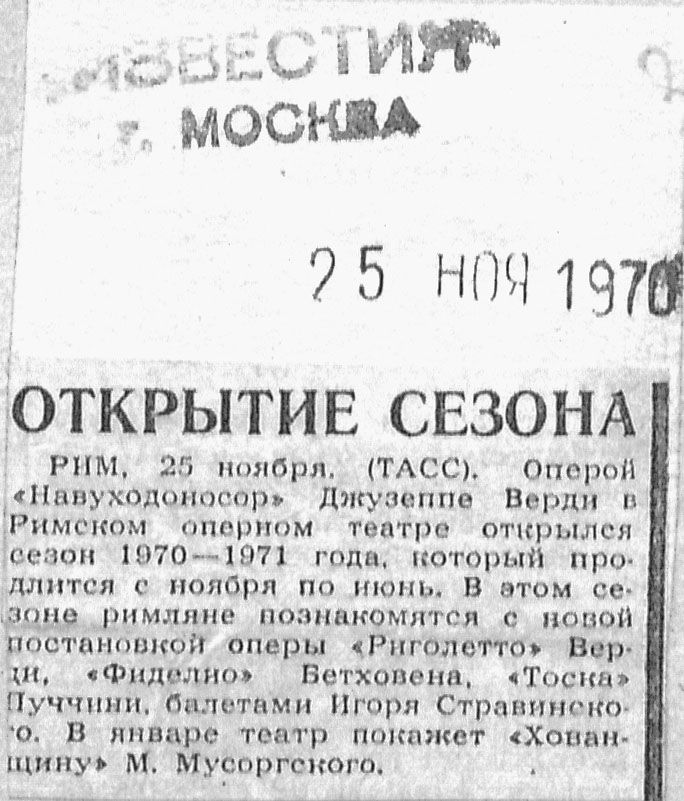 ИЗВЕСТИЯ
г. МОСКВА
25 НОЯ 1970
ОТКРЫТИЕ СЕЗОНА
РИМ, 25 ноября. (ТАСС). Оперой
«Навуходоносор» Джузеппе Верди в
Римском оперном театре открылся
сезон 1970—1971 года, который про-
длится с ноября по июнь. В этом се-
зоне римляне познакомятся с новой
постановкой оперы «Риголетто» Вер-
ди, «Фиделио» Бетховена, «Тоска»
Пуччини, балетами Игоря Стравинско-
о. В январе театр покажет «Хован-
щину» М. Мусоргского.